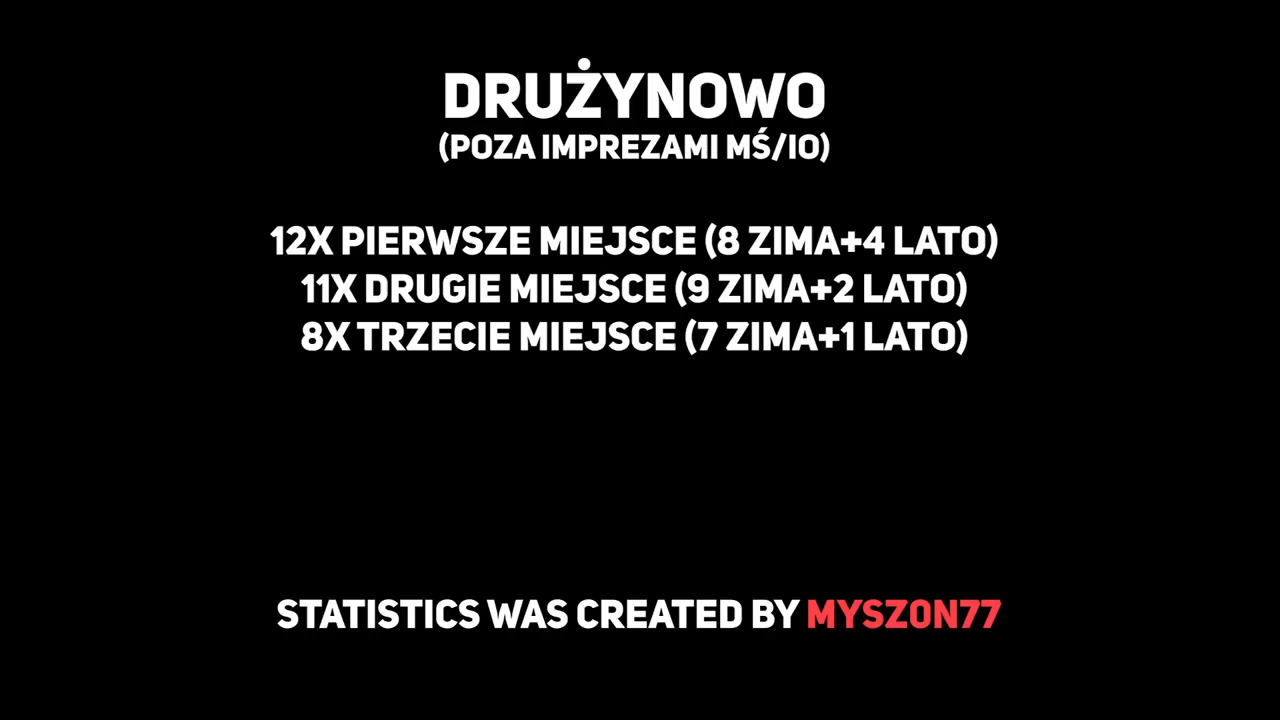 DRUŻYNOWO
(POZA IMPREZAMI MŚ/IO)
12X PIERWSZE MIEJSCE (8 ZIMA+4 LATO)
11X DRUGIE MIEJSCE (9 ZIMA+2 LATO)
8X TRZECIE MIEJSCE (7 ZIMA+1 LATO)
STATISTICS WAS CREATED BY MYSZON77